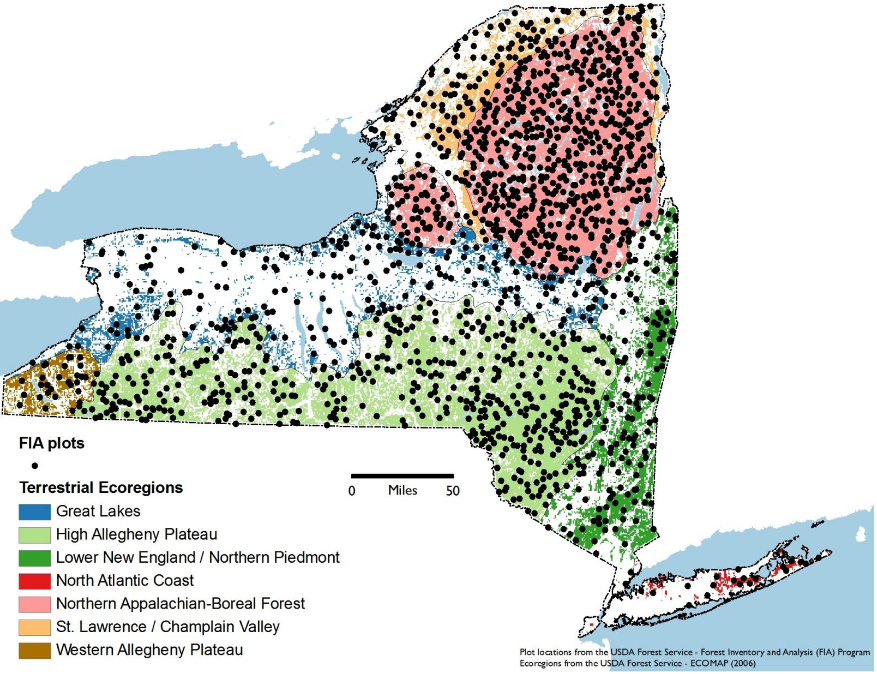 FIA plots
Terrestrial Ecoregions
0 Miles 50
Great Lakes
High Allegheny Plateau
Lower New England / Northern Piedmont
North Atlantic Coast
Northern Appalachian-Boreal Forest
St. Lawrence / Champlain Valley
Western Allegheny Plateau
Plot locations from the USDA Forest Service - Forest Inventory and Analysis (FIA) Program
Ecoregions from the USDA Forest Service - ECOMAP (2006)